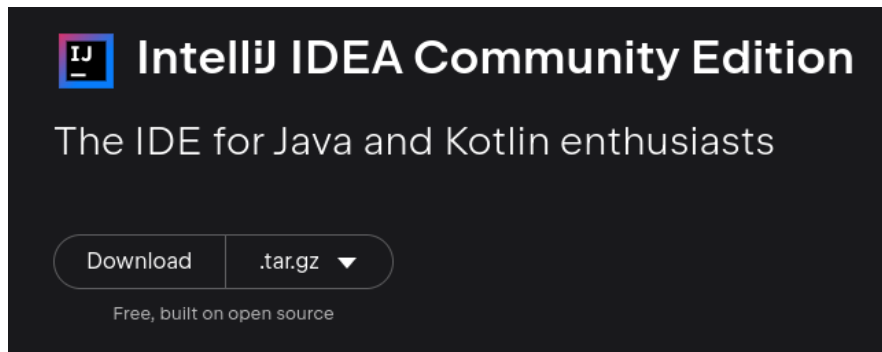 IJ
IntelliJ IDEA Community Edition
The IDE for Java and Kotlin enthusiasts
Download .tar.gz
Free, built on open source